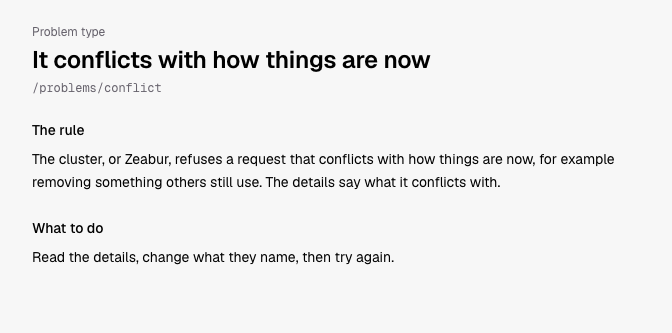 Problem type
It conflicts with how things are now
/problems/conflict
The rule
The cluster, or Zeabur, refuses a request that conflicts with how things are now, for example
removing something others still use. The details say what it conflicts with.
What to do
Read the details, change what they name, then try again.